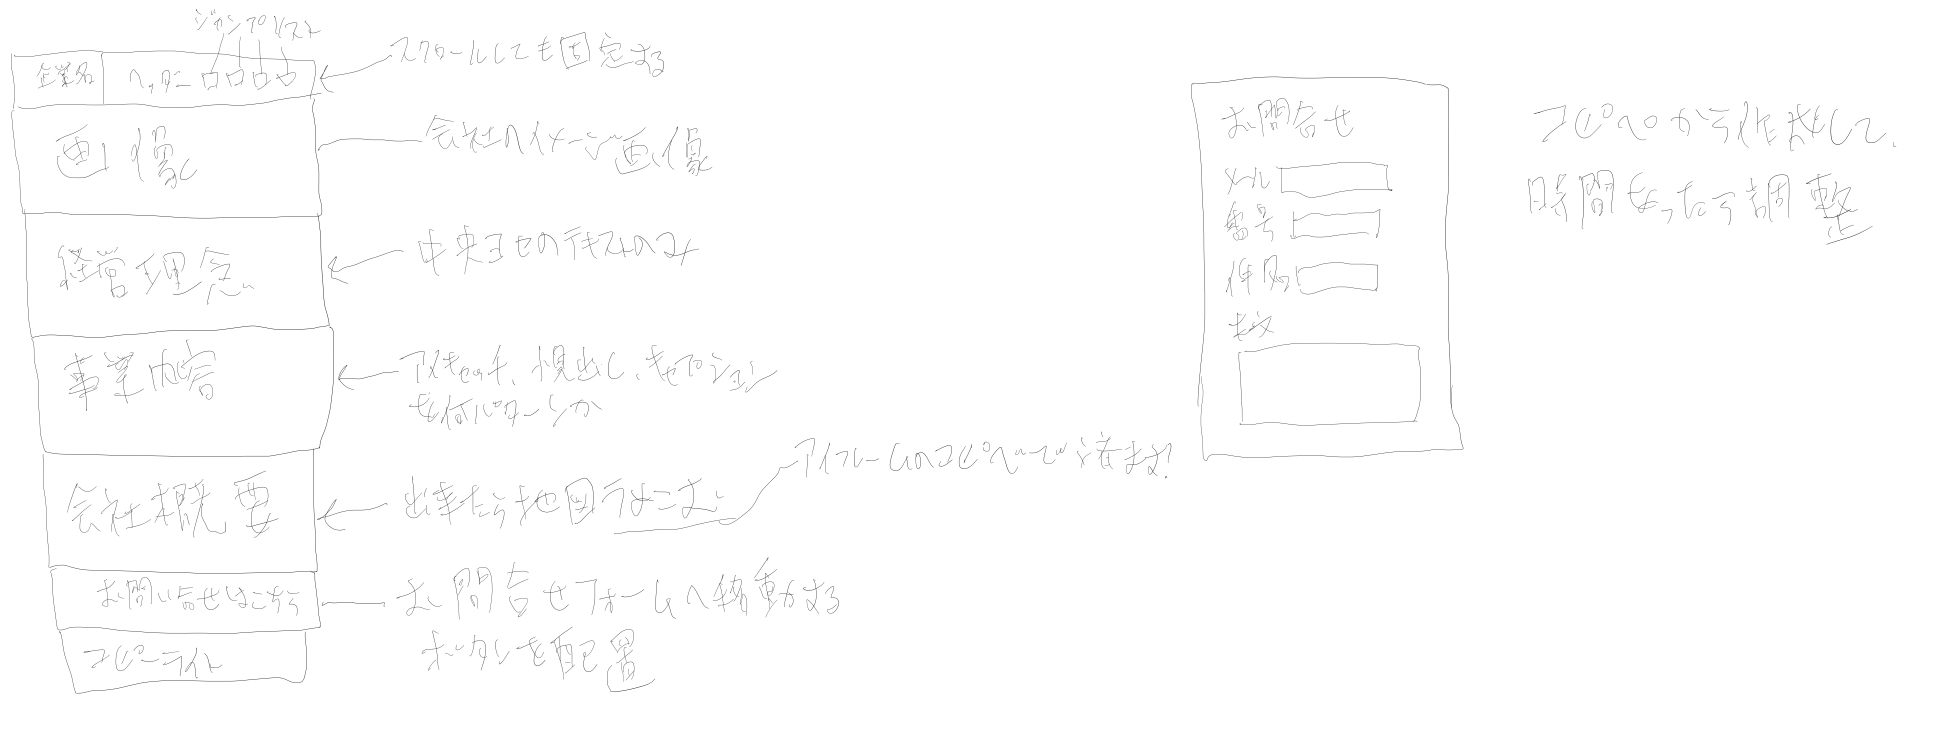 ジャンプリスト
企業名 ヘッダー
スクロールしても固定する
画像
会社のイメージ画像
経営理念
中央ヨセのテキストのみ
事業内容
アイキャッチ、見出し、キャプション
を何パターンか
会社概要
出来たら地図
アイフレームのコピペで済ます!
お問い合せはこちら
お問合せフォームへ移動する
ボタンを配置
コピーライト
お問合せ
メール
番号
件名
本文
コピペから作成して、
時間あったら調整